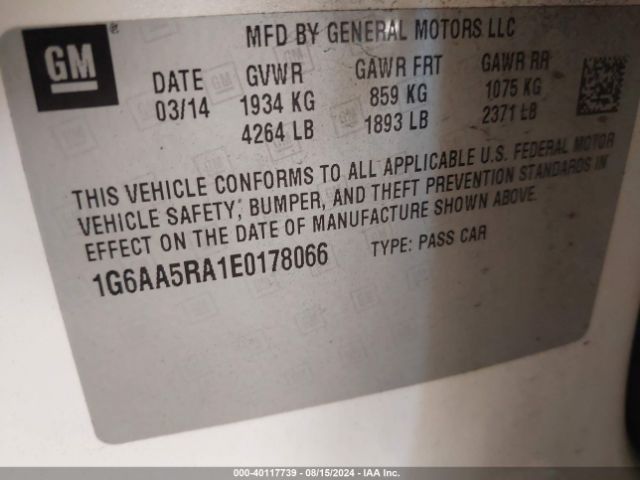 GM
MFD BY GENERAL MOTORS LLC
DATE GVWR GAWR FRT GAWR RR
03/14 1934 KG 859 KG 1075 KG
4264 LB 1893 LB 2371 LB
THIS VEHICLE CONFORMS TO ALL APPLICABLE U.S. FEDERAL MOTOR
VEHICLE SAFETY, BUMPER, AND THEFT PREVENTION STANDARDS IN
EFFECT ON THE DATE OF MANUFACTURE SHOWN ABOVE.
1G6AA5RA1E0178066 TYPE: PASS CAR
000-40117739 - 08/15/2024 - IAA Inc.